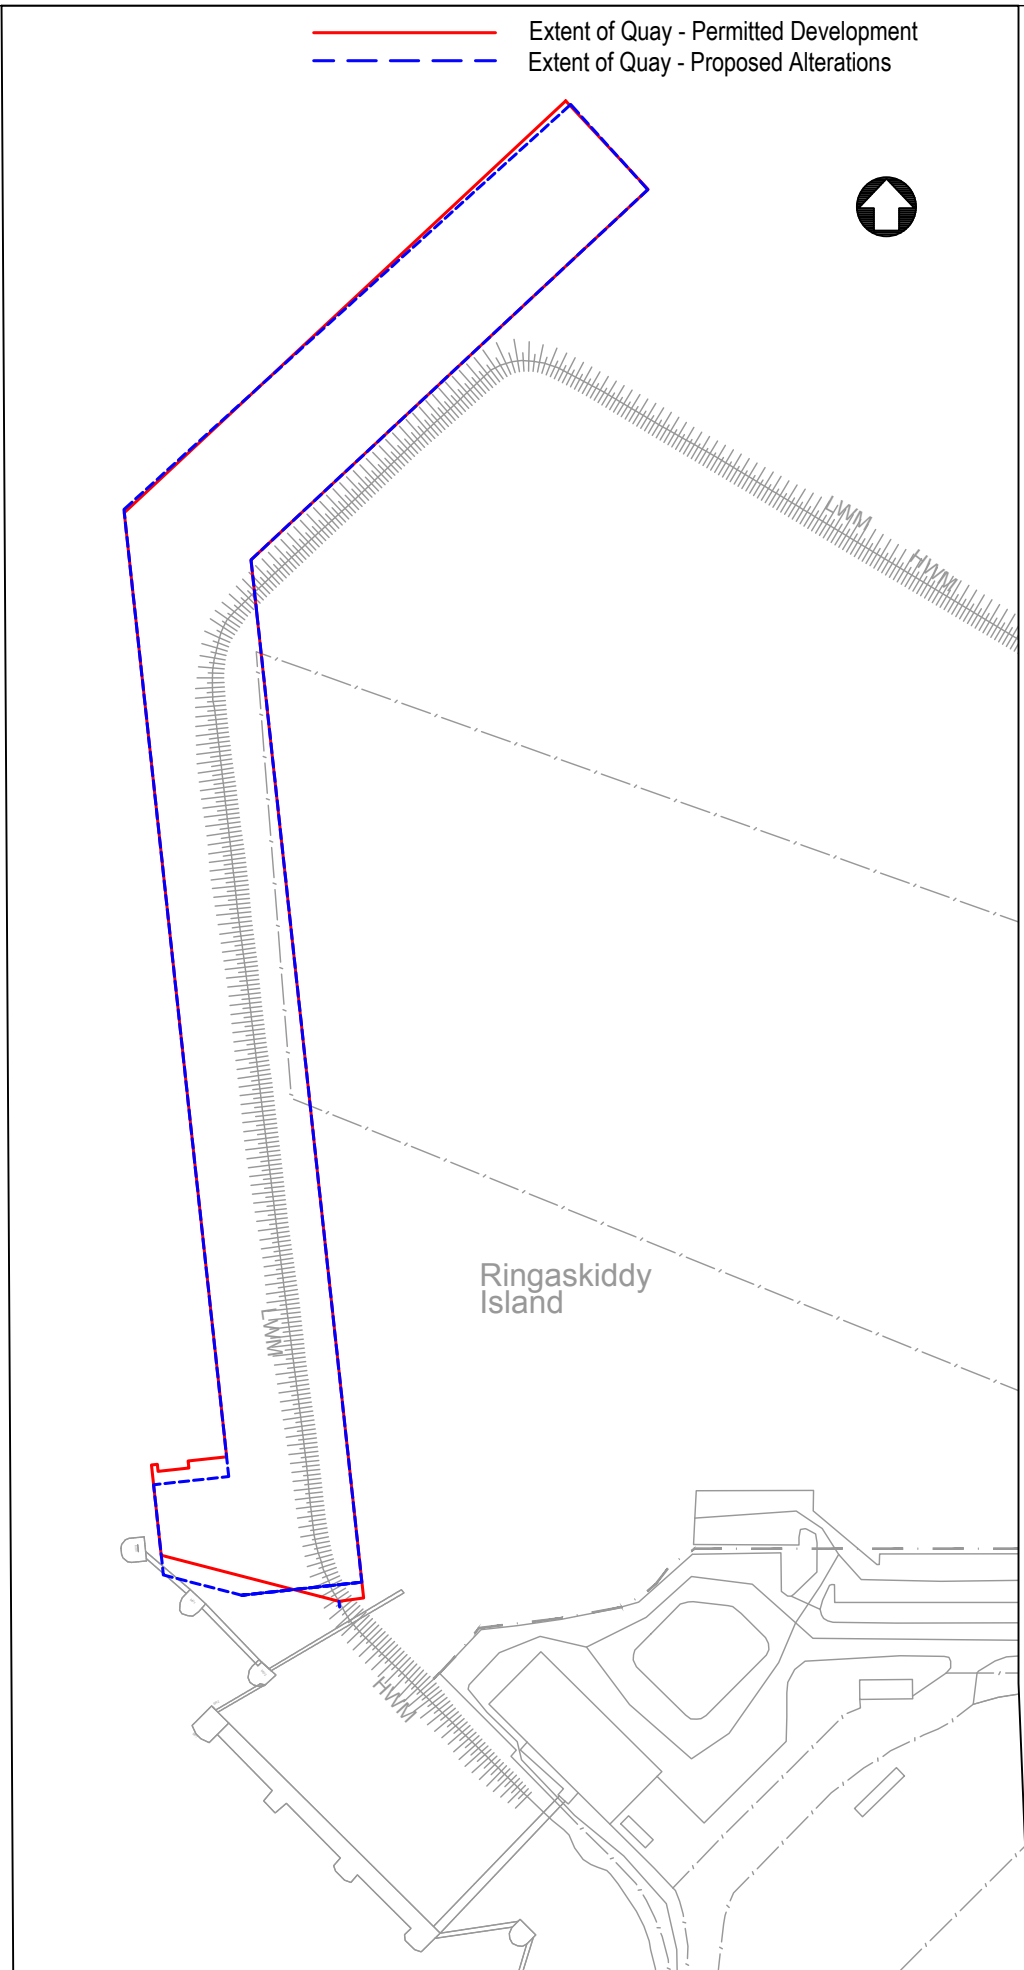 Extent of Quay - Permitted Development
Extent of Quay - Proposed Alterations
LWM
HWM
Ringaskiddy
Island
LWM
HWM